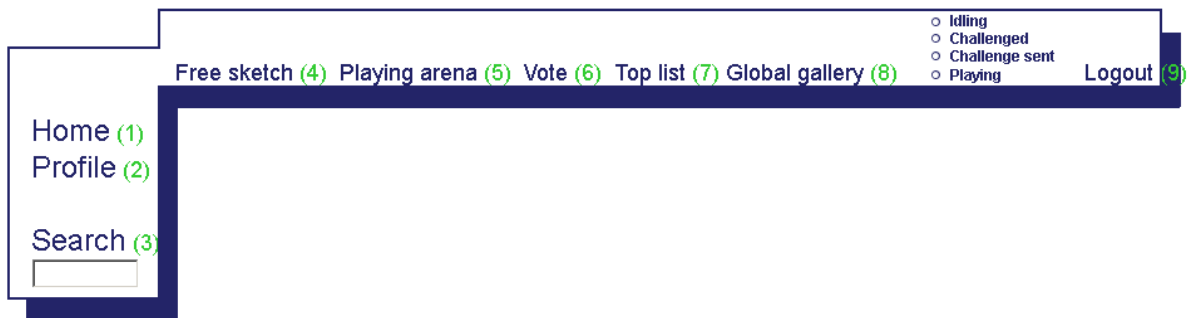 Idling
Challenged
Challenge sent
Playing
Free sketch (4) Playing arena (5) Vote (6) Top list (7) Global gallery (8) Logout (9)
Home (1)
Profile (2)
Search (3)